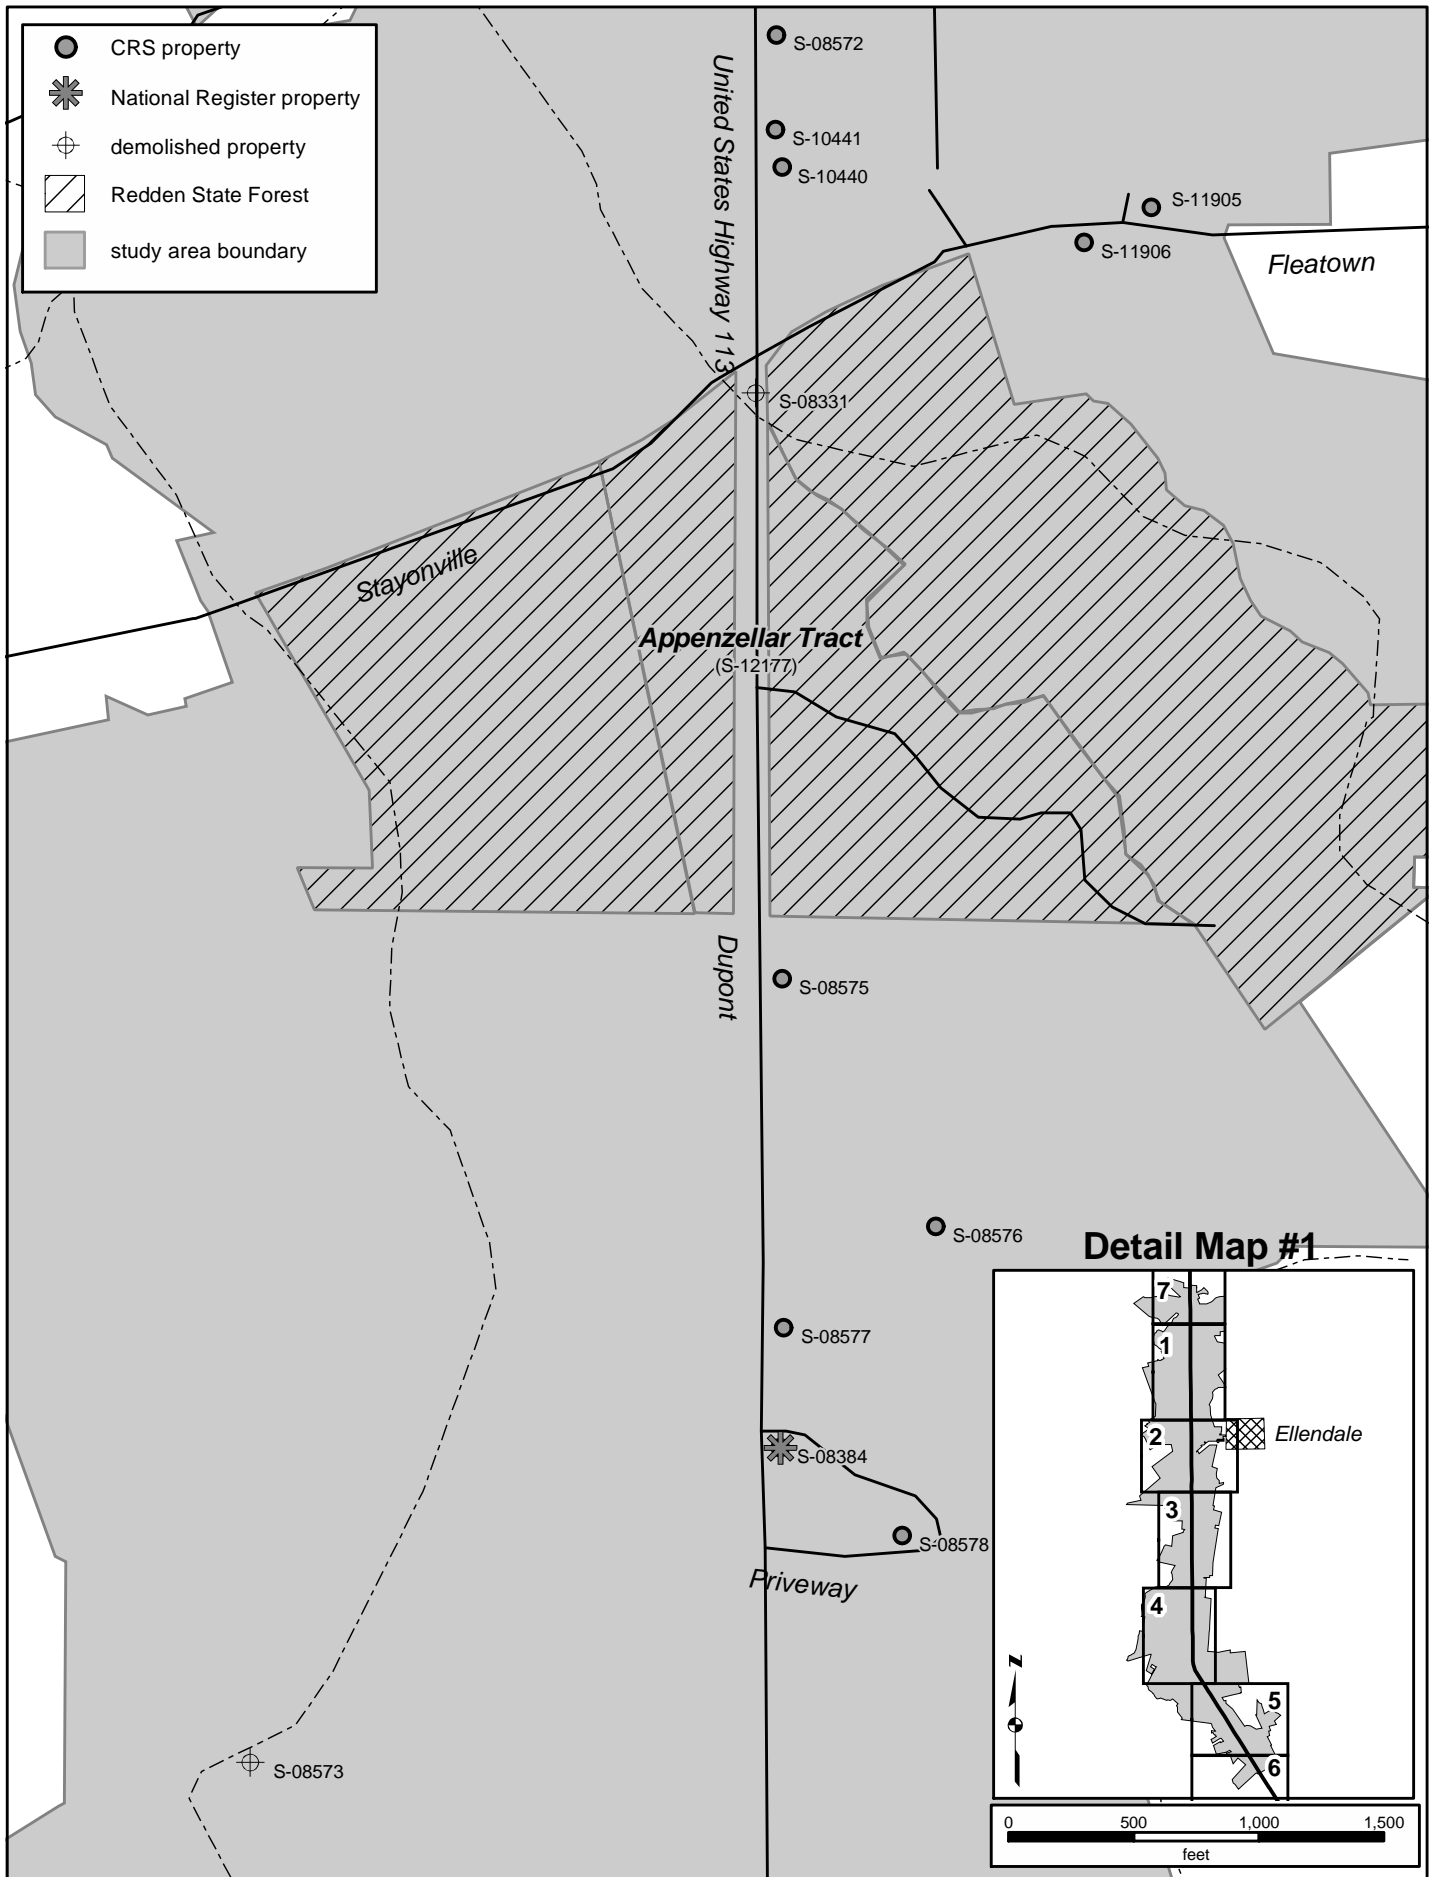 CRS property
National Register property
demolished property
Redden State Forest
study area boundary
United States Highway 113
S-08572
S-10441
S-10440
S-11905
S-11906
Fleatown
S-08331
Stayonville
Appenzellar Tract
(S-12177)
Dupont
S-08575
S-08576
S-08577
S-08384
S-08578
Priveway
S-08573
Detail Map #1
7
1
2
Ellendale
3
4
5
6
N
0 500 1,000 1,500
feet